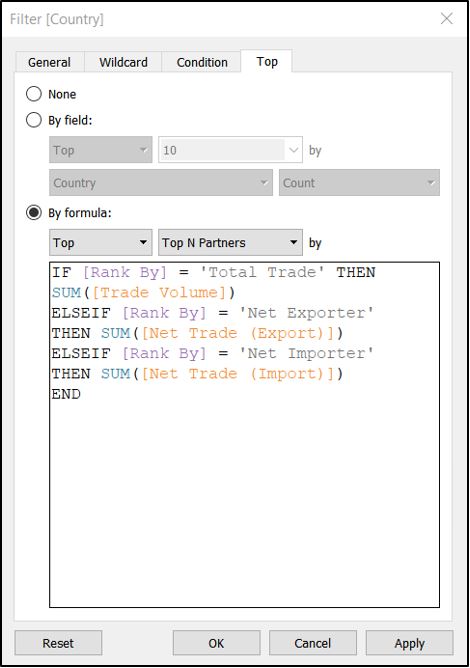 Filter [Country]
General Wildcard Condition Top
None
By field:
Top 10 by
Country Count
By formula:
Top Top N Partners by
IF [Rank By] = 'Total Trade' THEN
SUM([Trade Volume])
ELSEIF [Rank By] = 'Net Exporter'
THEN SUM([Net Trade (Export)])
ELSEIF [Rank By] = 'Net Importer'
THEN SUM([Net Trade (Import)])
END
Reset OK Cancel Apply